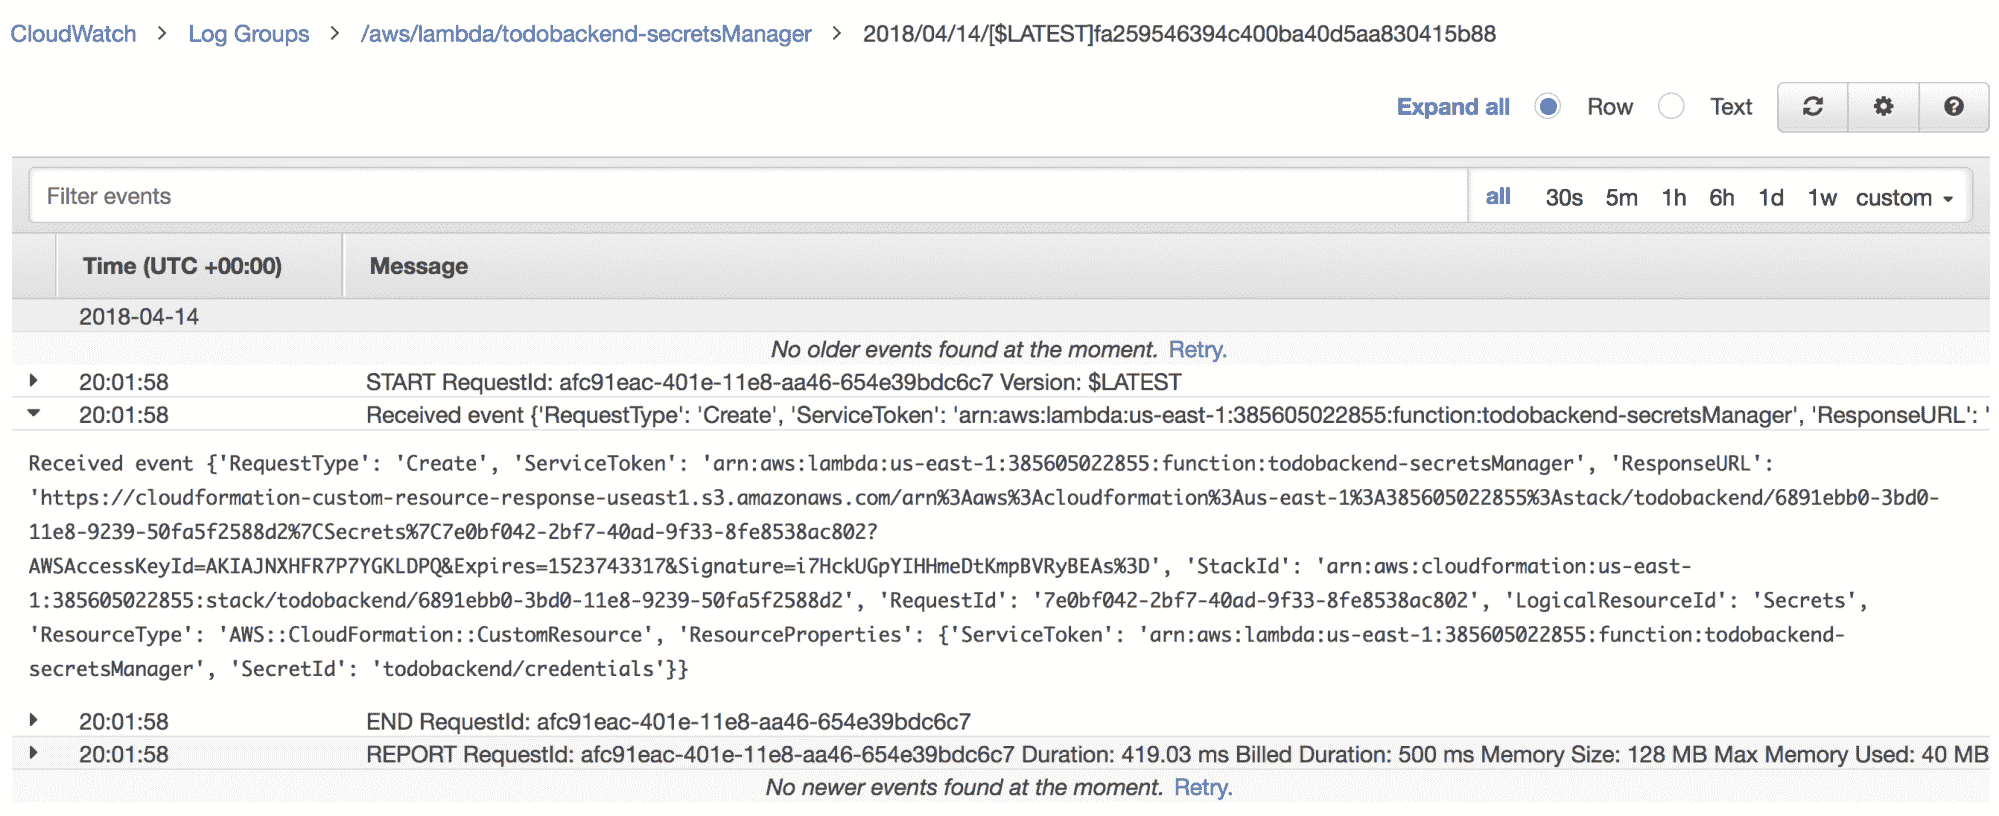 CloudWatch > Log Groups > /aws/lambda/todobackend-secretsManager > 2018/04/14/[$LATEST]fa259546394c400ba40d5aa830415b88
Expand all Row Text
Filter events all 30s 5m 1h 6h 1d 1w custom
Time (UTC +00:00) Message
2018-04-14
No older events found at the moment. Retry.
20:01:58 START RequestId: afc91eac-401e-11e8-aa46-654e39bdc6c7 Version: $LATEST
20:01:58 Received event {'RequestType': 'Create', 'ServiceToken': 'arn:aws:lambda:us-east-1:385605022855:function:todobackend-secretsManager', 'ResponseURL': '
Received event {'RequestType': 'Create', 'ServiceToken': 'arn:aws:lambda:us-east-1:385605022855:function:todobackend-secretsManager', 'ResponseURL':
'https://cloudformation-custom-resource-response-useast1.s3.amazonaws.com/arn%3Aaws%3Acloudformation%3Aus-east-1%3A385605022855%3Astack/todobackend/6891ebb0-3bd0-
11e8-9239-50fa5f2588d2%7CSecrets%7C7e0bf042-2bf7-40ad-9f33-8fe8538ac802?
AWSAccessKeyId=AKIAJNXHFR7P7YGKLDPQ&Expires=1523743317&Signature=i7HckUGpYIHHmeDtKmpBVRyBEAs%3D', 'StackId': 'arn:aws:cloudformation:us-east-
1:385605022855:stack/todobackend/6891ebb0-3bd0-11e8-9239-50fa5f2588d2', 'RequestId': '7e0bf042-2bf7-40ad-9f33-8fe8538ac802', 'LogicalResourceId': 'Secrets',
'ResourceType': 'AWS::CloudFormation::CustomResource', 'ResourceProperties': {'ServiceToken': 'arn:aws:lambda:us-east-1:385605022855:function:todobackend-
secretsManager', 'SecretId': 'todobackend/credentials'}}
20:01:58 END RequestId: afc91eac-401e-11e8-aa46-654e39bdc6c7
20:01:58 REPORT RequestId: afc91eac-401e-11e8-aa46-654e39bdc6c7 Duration: 419.03 ms Billed Duration: 500 ms Memory Size: 128 MB Max Memory Used: 40 MB
No newer events found at the moment. Retry.